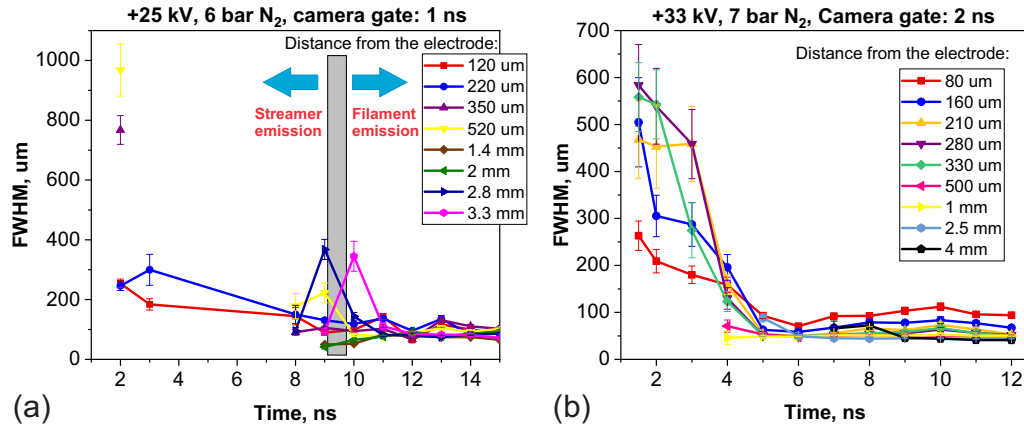 +25 kV, 6 bar N₂, camera gate: 1 ns
Distance from the electrode:
120 um
220 um
350 um
520 um
1.4 mm
2 mm
2.8 mm
3.3 mm
Streamer
emission
Filament
emission
FWHM, um
1000
800
600
400
200
0
2 4 6 8 10 12 14
Time, ns
(a)
+33 kV, 7 bar N₂, Camera gate: 2 ns
Distance from the electrode:
80 um
160 um
210 um
280 um
330 um
500 um
1 mm
2.5 mm
4 mm
FWHM, um
700
600
500
400
300
200
100
0
2 4 6 8 10 12
Time, ns
(b)